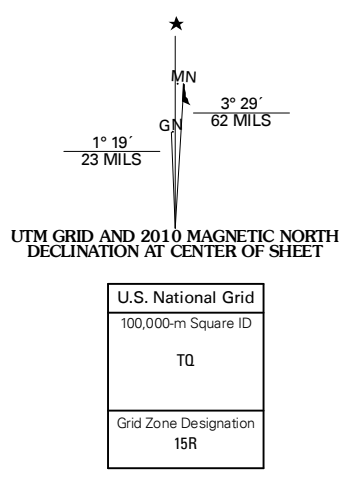 MN
3° 29´
62 MILS
GN
1° 19´
23 MILS
UTM GRID AND 2010 MAGNETIC NORTH
DECLINATION AT CENTER OF SHEET
U.S. National Grid
100,000-m Square ID
TQ
Grid Zone Designation
15R